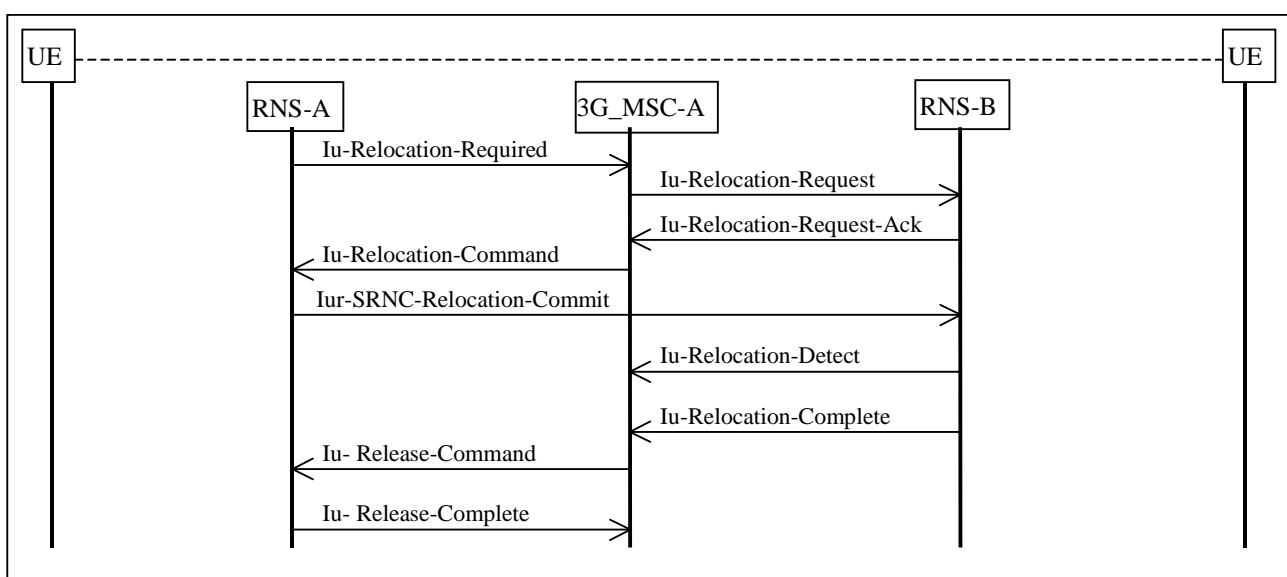 UE
UE
RNS-A
3G_MSC-A
RNS-B
Iu-Relocation-Required
Iu-Relocation-Request
Iu-Relocation-Request-Ack
Iu-Relocation-Command
Iur-SRNC-Relocation-Commit
Iu-Relocation-Detect
Iu-Relocation-Complete
Iu- Release-Command
Iu- Release-Complete